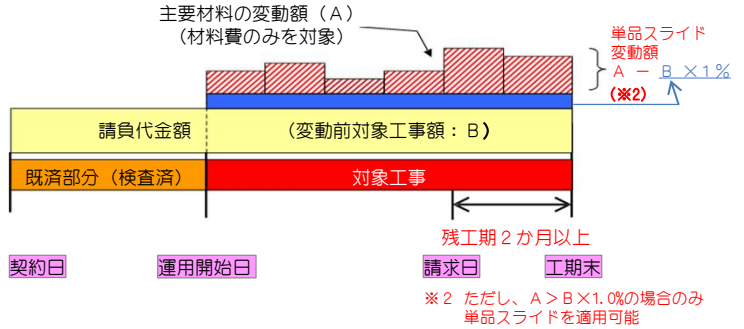 主要材料の変動額（Ａ）
（材料費のみを対象）
単品スライド
変動額
Ａ － Ｂ ×１％
(※2)
請負代金額
（変動前対象工事額：Ｂ）
既済部分（検査済）
対象工事
残工期２か月以上
契約日
運用開始日
請求日
工期末
※２ ただし、Ａ＞Ｂ×1.0%の場合のみ
単品スライドを適用可能